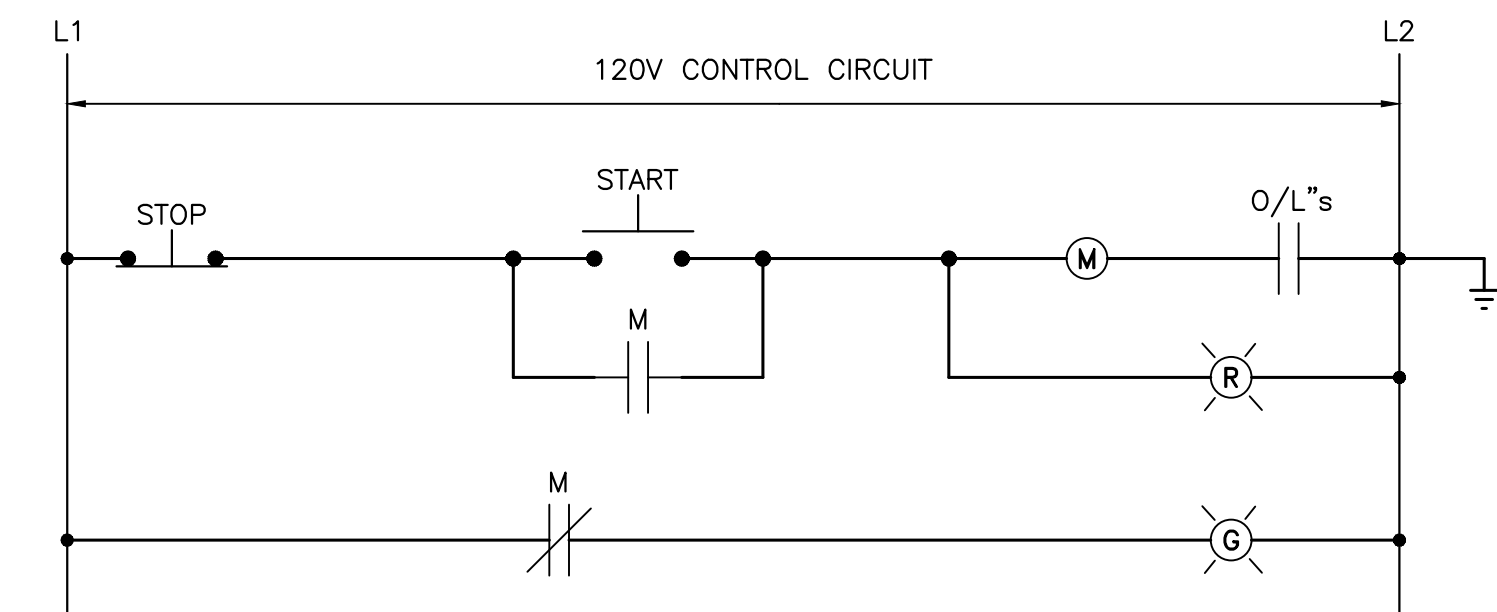 L1
L2
120V CONTROL CIRCUIT
START
STOP
O/L”s
M
M
R
M
G